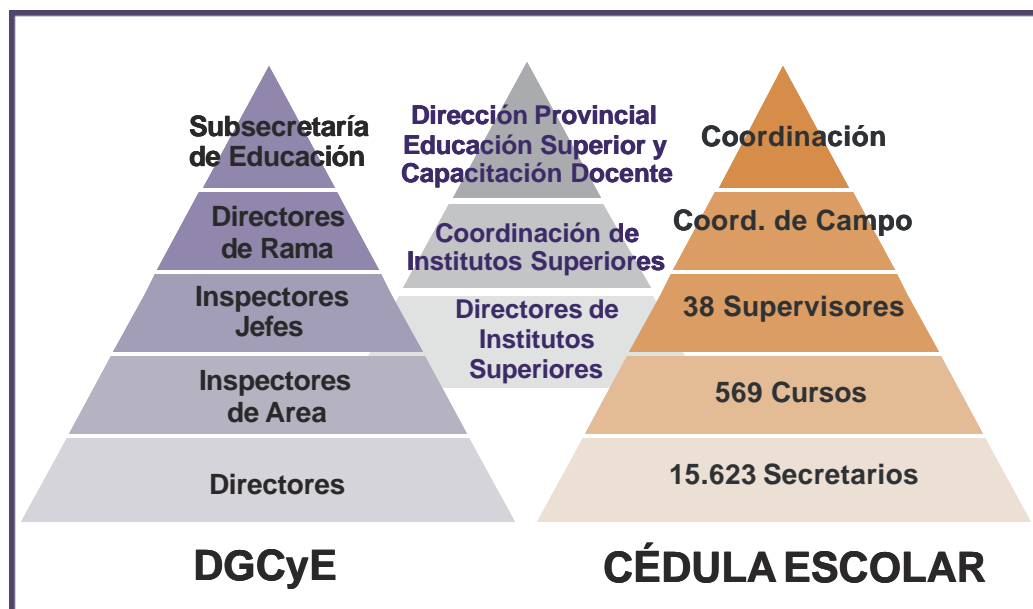 Subsecretaría
de Educación
Directores
de Rama
Inspectores
Jefes
Inspectores
de Area
Directores
DGCyE
Dirección Provincial
Educación Superior y
Capacitación Docente
Coordinación de
Institutos Superiores
Directores de
Institutos
Superiores
Coordinación
Coord. de Campo
38 Supervisores
569 Cursos
15.623 Secretarios
CÉDULA ESCOLAR